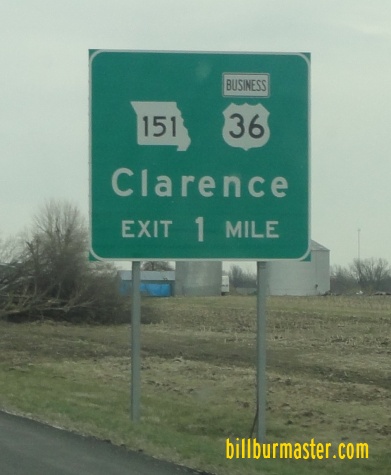 BUSINESS
151 36
Clarence
EXIT 1 MILE
billburmaster.com